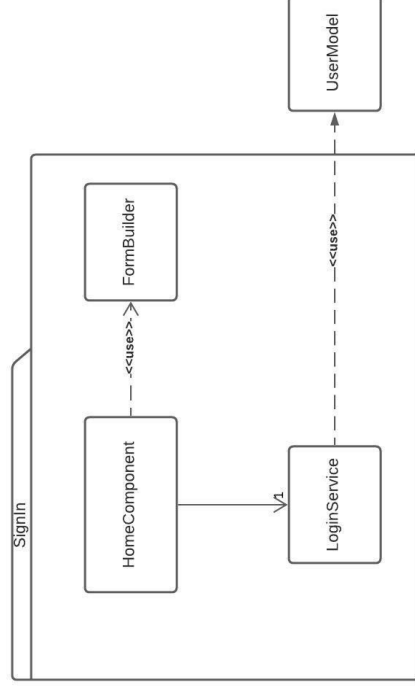 SignIn
HomeComponent
<<use>>
FormBuilder
1
LoginService
<<use>>
UserModel